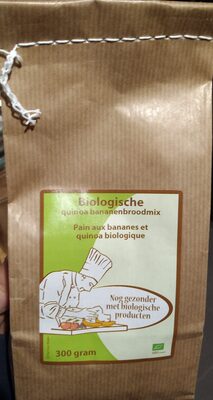 Biologische
quinoa bananenbroodmix
Pain aux bananes et
quinoa biologique
Nog gezonder
met biologische
producten
300 gram